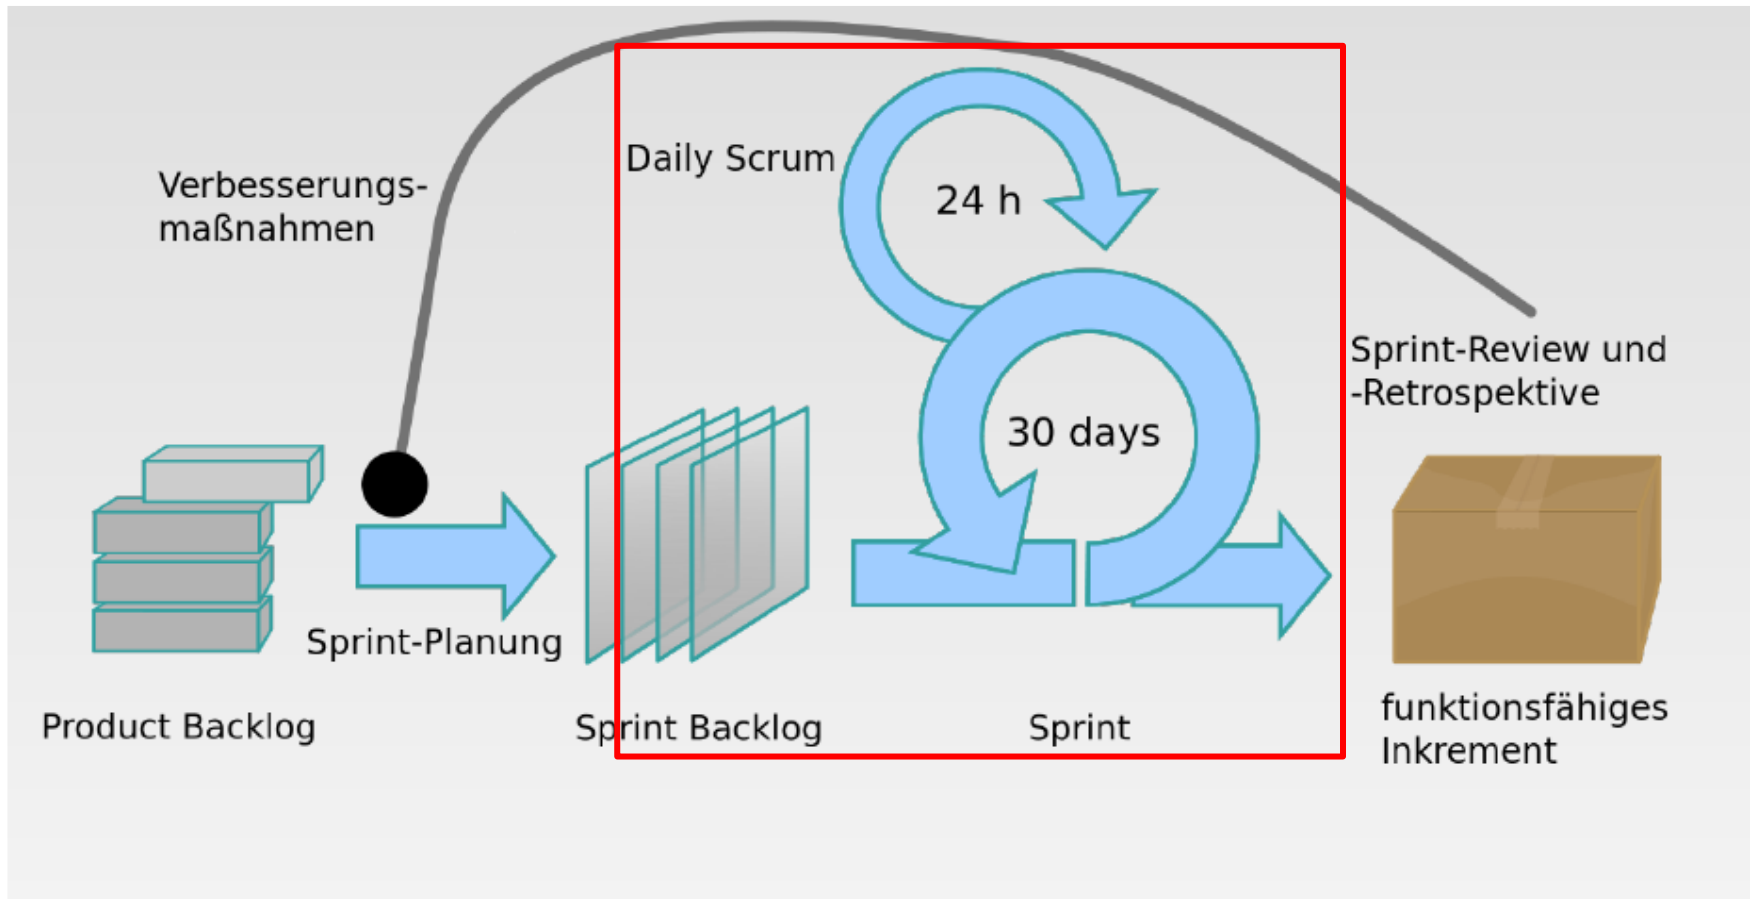 Daily Scrum
24 h
Verbesserungs-
maßnahmen
30 days
Sprint-Review und
-Retrospektive
Sprint-Planung
Product Backlog
Sprint Backlog
Sprint
funktionsfähiges
Inkrement